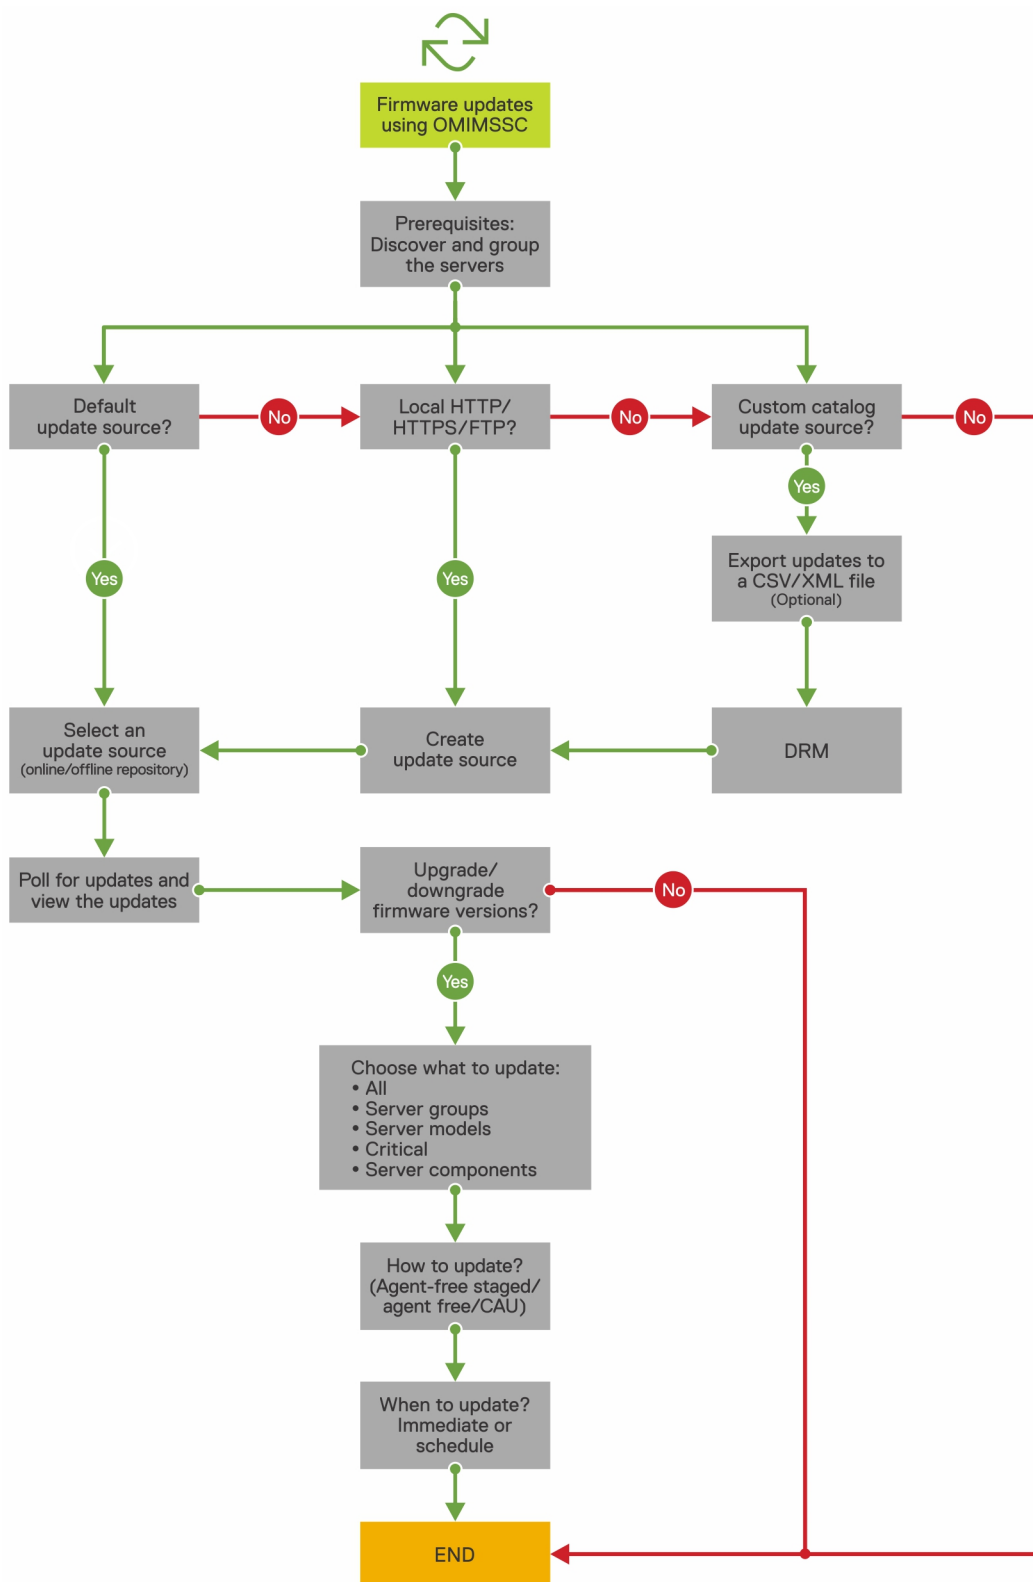 Firmware updates
using OMIMSSC
Prerequisites:
Discover and group
the servers
Default
update source?
No
Local HTTP/
HTTPS/FTP?
No
Custom catalog
update source?
No
Yes
Export updates to
a CSV/XML file
(Optional)
Yes
Yes
Select an
update source
(online/offline repository)
Create
update source
DRM
Poll for updates and
view the updates
Upgrade/
downgrade
firmware versions?
No
Yes
Choose what to update:
• All
• Server groups
• Server models
• Critical
• Server components
How to update?
(Agent-free staged/
agent free/CAU)
When to update?
Immediate or
schedule
END